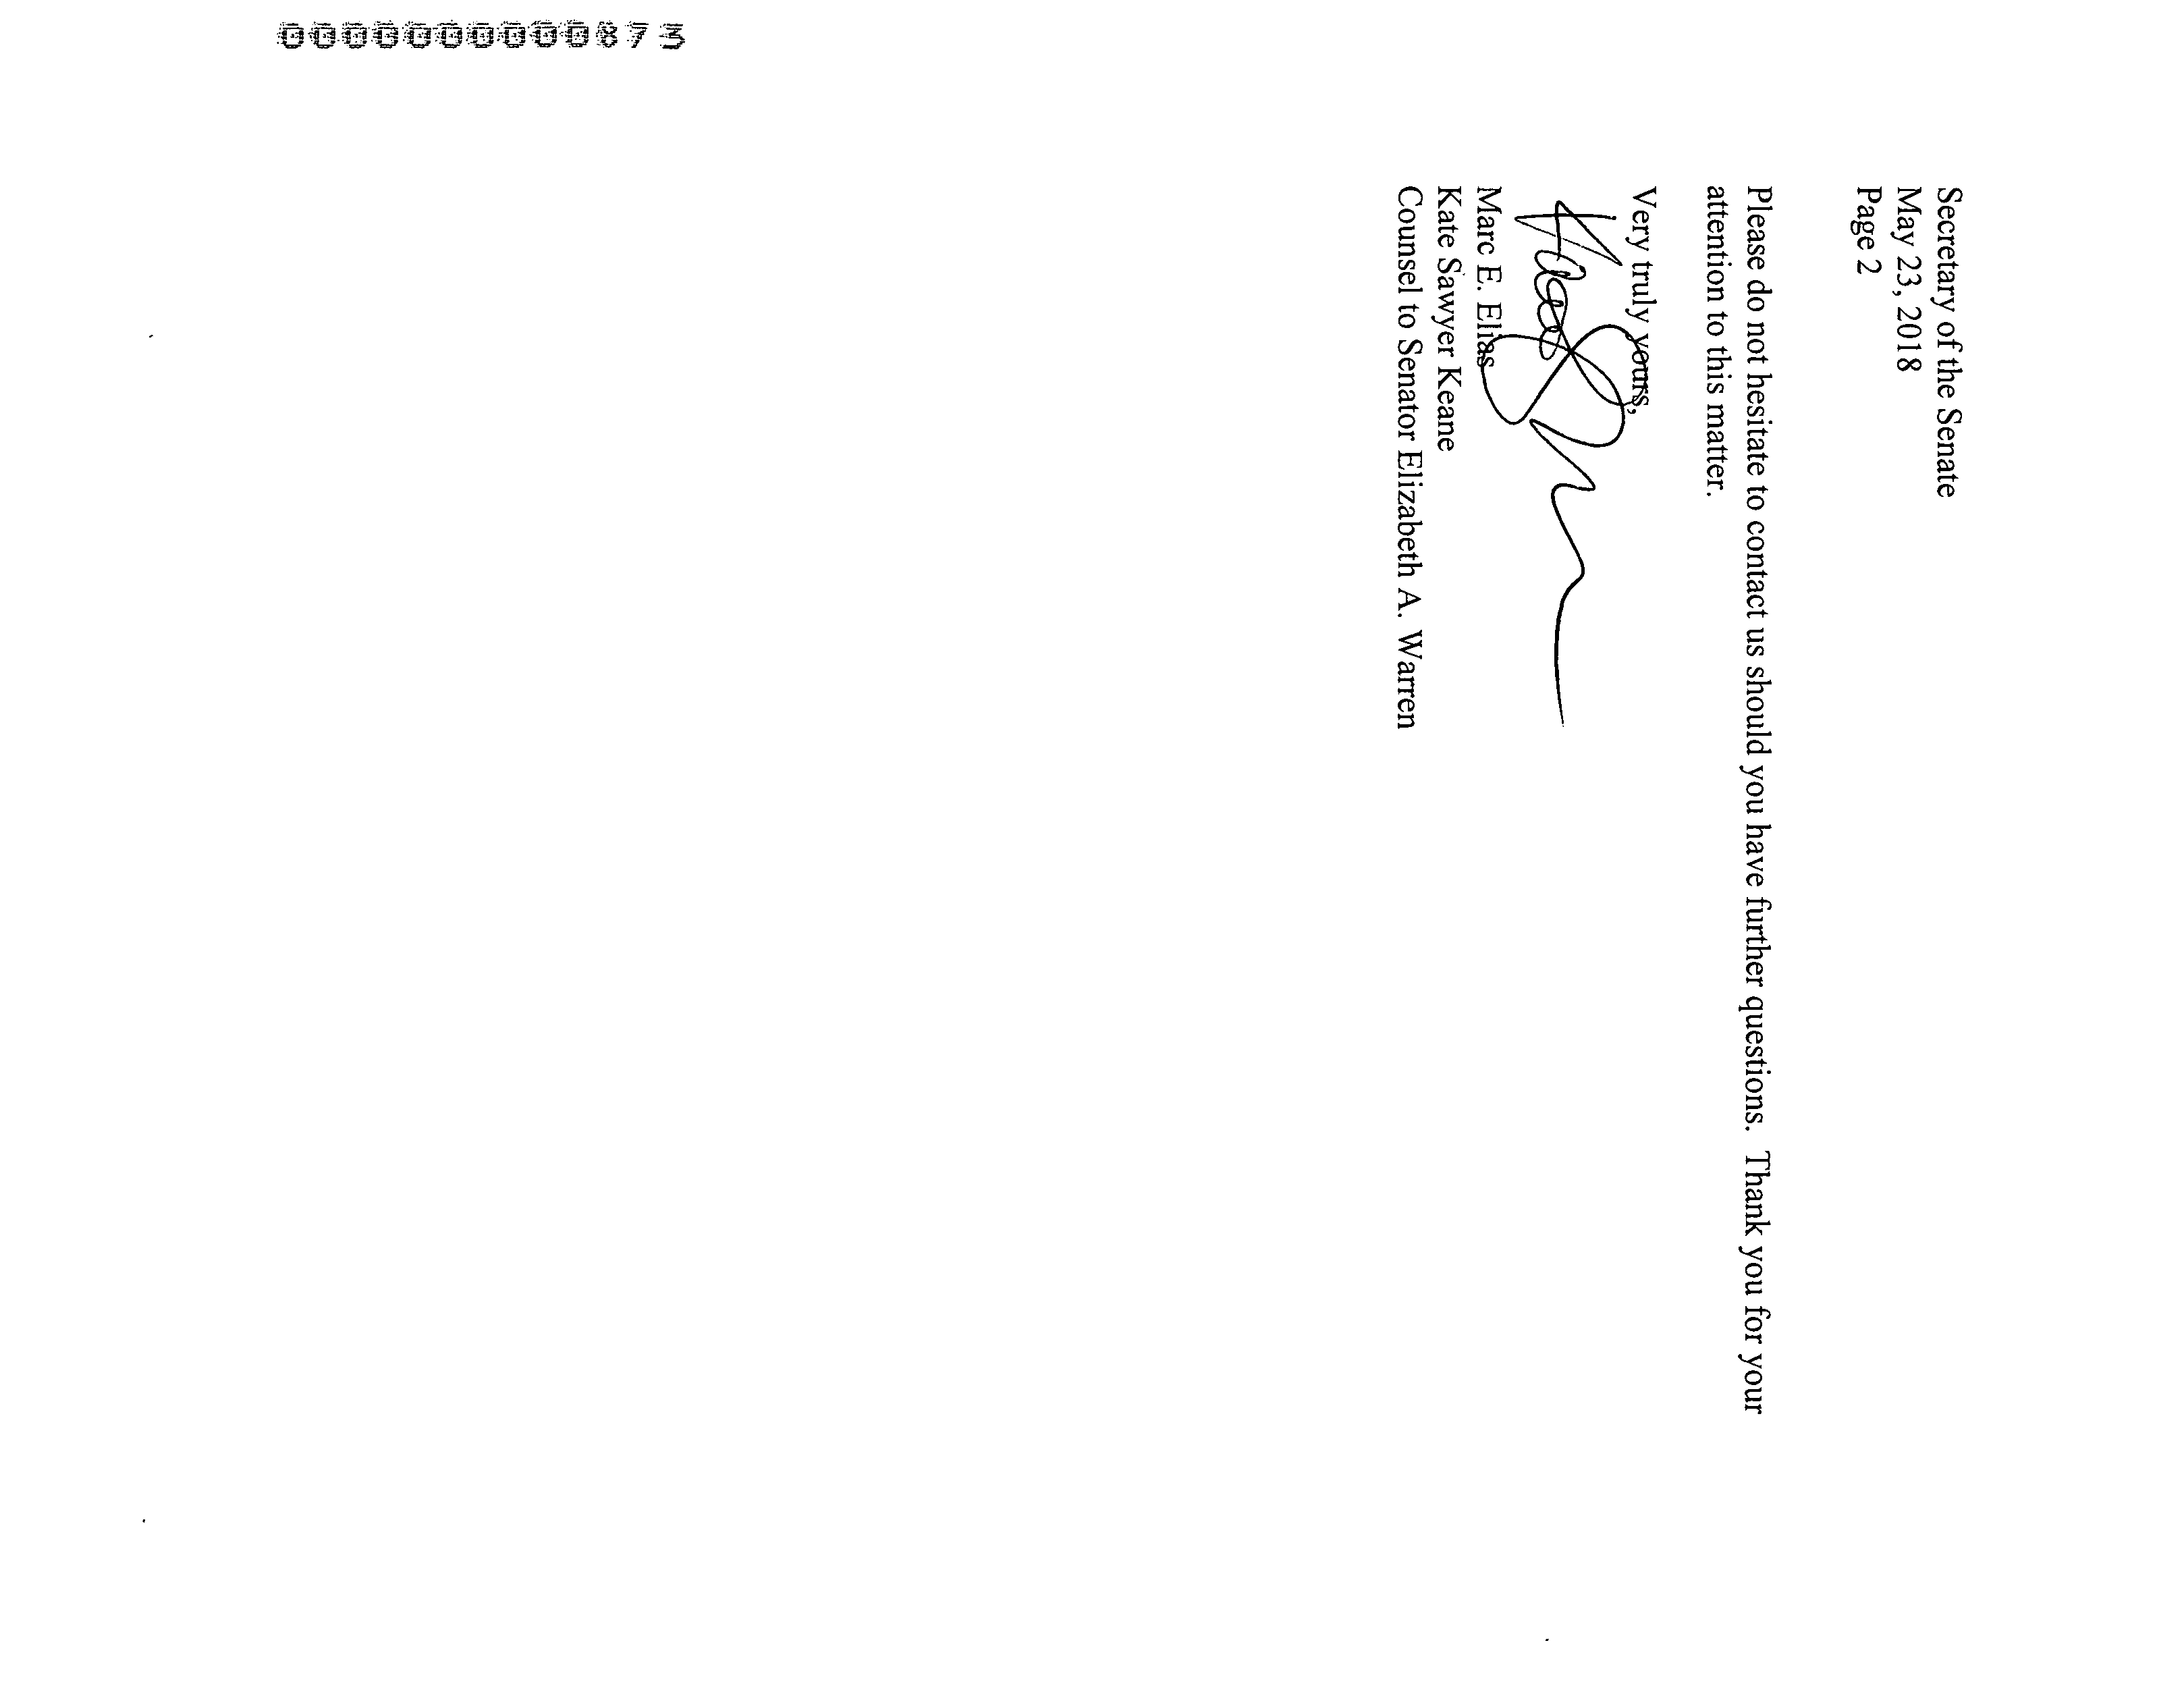 Secretary of the Senate
May 23, 2018
Page 2
Please do not hesitate to contact us should you have further questions.  Thank you for your
attention to this matter.
Very truly yours,
Marc E. Elias
Kate Sawyer Keane
Counsel to Senator Elizabeth A. Warren
0000000000873